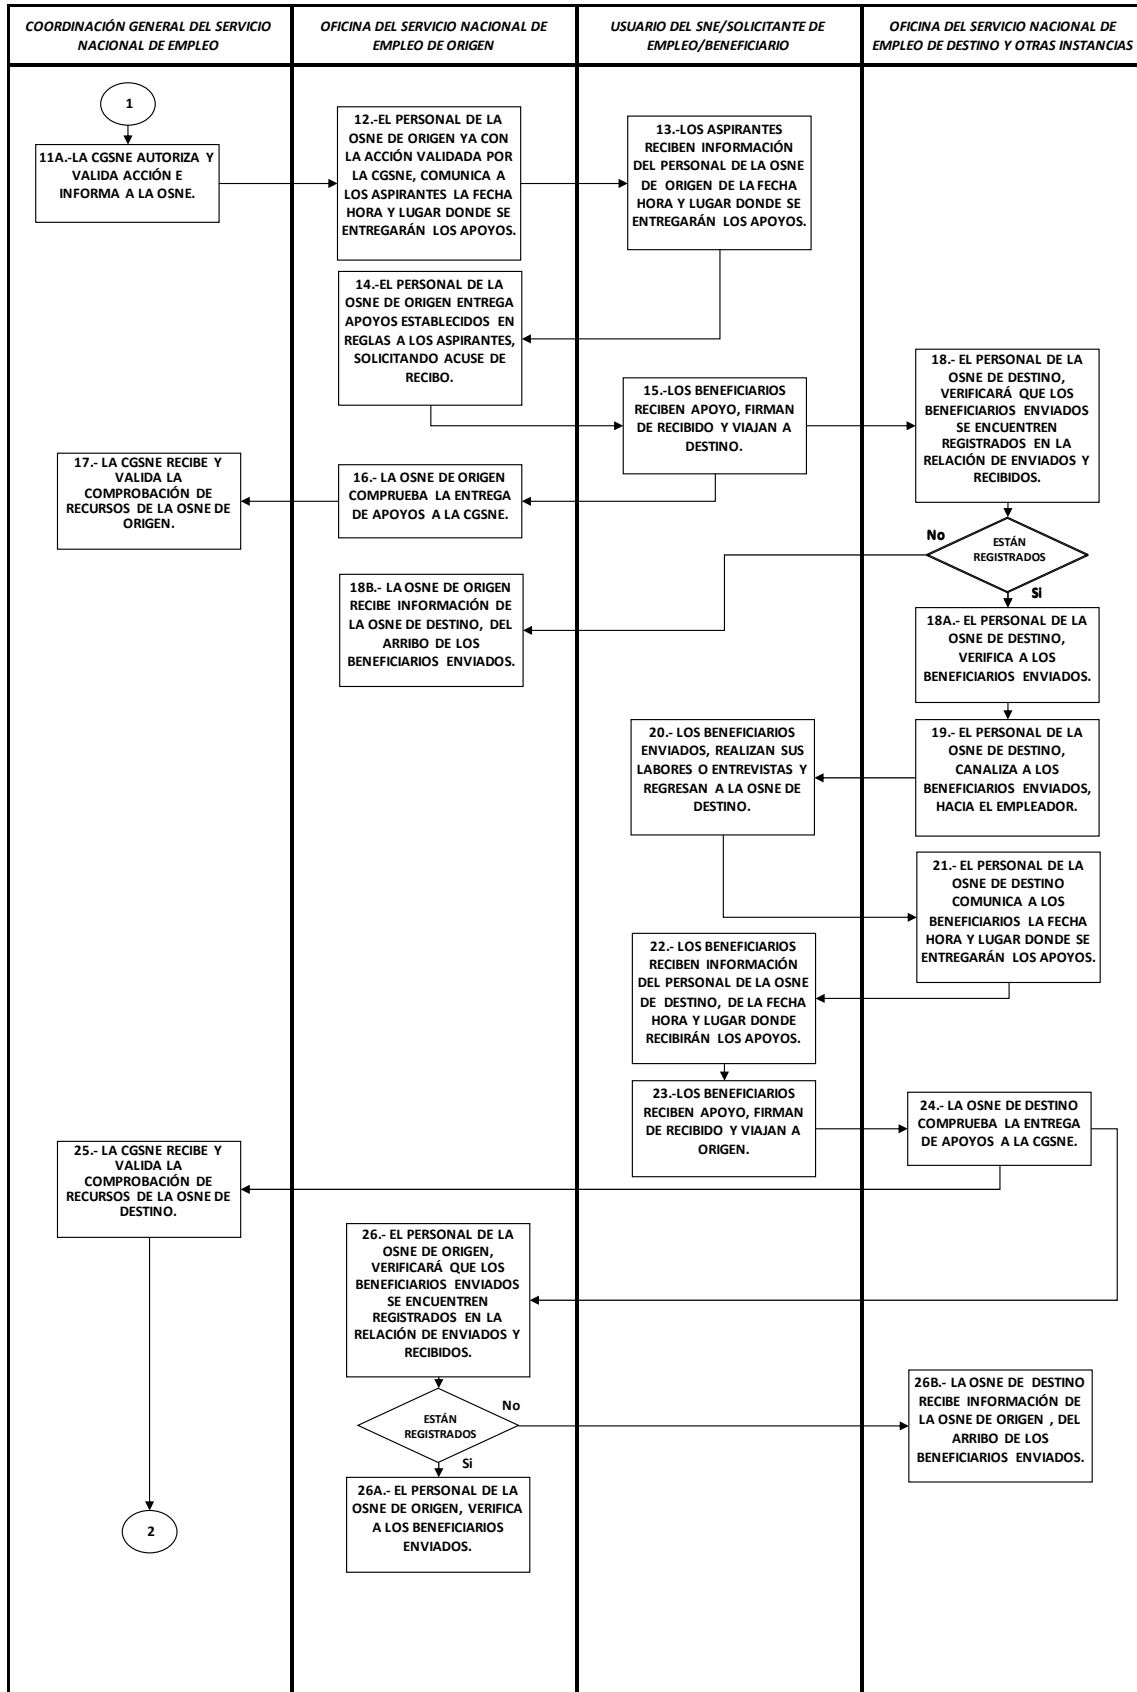 COORDINACIÓN GENERAL DEL SERVICIO
NACIONAL DE EMPLEO
OFICINA DEL SERVICIO NACIONAL DE
EMPLEO DE ORIGEN
USUARIO DEL SNE/SOLICITANTE DE
EMPLEO/BENEFICIARIO
OFICINA DEL SERVICIO NACIONAL DE
EMPLEO DE DESTINO Y OTRAS INSTANCIAS
1
11A.-LA CGSNE AUTORIZA Y
VALIDA ACCIÓN E
INFORMA A LA OSNE.
12.-EL PERSONAL DE LA
OSNE DE ORIGEN YA CON
LA ACCIÓN VALIDADA POR
LA CGSNE, COMUNICA A
LOS ASPIRANTES LA FECHA
HORA Y LUGAR DONDE SE
ENTREGARÁN LOS APOYOS.
13.-LOS ASPIRANTES
RECIBEN INFORMACIÓN
DEL PERSONAL DE LA OSNE
DE ORIGEN DE LA FECHA
HORA Y LUGAR DONDE SE
ENTREGARÁN LOS APOYOS.
14.-EL PERSONAL DE LA
OSNE DE ORIGEN ENTREGA
APOYOS ESTABLECIDOS EN
REGLAS A LOS ASPIRANTES,
SOLICITANDO ACUSE DE
RECIBO.
15.-LOS BENEFICIARIOS
RECIBEN APOYO, FIRMAN
DE RECIBIDO Y VIAJAN A
DESTINO.
18.- EL PERSONAL DE LA
OSNE DE DESTINO,
VERIFICARÁ QUE LOS
BENEFICIARIOS ENVIADOS
SE ENCUENTREN
REGISTRADOS EN LA
RELACIÓN DE ENVIADOS Y
RECIBIDOS.
17.- LA CGSNE RECIBE Y
VALIDA LA
COMPROBACIÓN DE
RECURSOS DE LA OSNE DE
ORIGEN.
16.- LA OSNE DE ORIGEN
COMPRUEBA LA ENTREGA
DE APOYOS A LA CGSNE.
No
ESTÁN
REGISTRADOS
Si
18B.- LA OSNE DE ORIGEN
RECIBE INFORMACIÓN DE
LA OSNE DE DESTINO, DEL
ARRIBO DE LOS
BENEFICIARIOS ENVIADOS.
18A.- EL PERSONAL DE LA
OSNE DE DESTINO,
VERIFICA A LOS
BENEFICIARIOS ENVIADOS.
20.- LOS BENEFICIARIOS
ENVIADOS, REALIZAN SUS
LABORES O ENTREVISTAS Y
REGRESAN A LA OSNE DE
DESTINO.
19.- EL PERSONAL DE LA
OSNE DE DESTINO,
CANALIZA A LOS
BENEFICIARIOS ENVIADOS,
HACIA EL EMPLEADOR.
21.- EL PERSONAL DE LA
OSNE DE DESTINO
COMUNICA A LOS
BENEFICIARIOS LA FECHA
HORA Y LUGAR DONDE SE
ENTREGARÁN LOS APOYOS.
22.- LOS BENEFICIARIOS
RECIBEN INFORMACIÓN
DEL PERSONAL DE LA OSNE
DE DESTINO, DE LA FECHA
HORA Y LUGAR DONDE
RECIBIRÁN LOS APOYOS.
23.-LOS BENEFICIARIOS
RECIBEN APOYO, FIRMAN
DE RECIBIDO Y VIAJAN A
ORIGEN.
24.- LA OSNE DE DESTINO
COMPRUEBA LA ENTREGA
DE APOYOS A LA CGSNE.
25.- LA CGSNE RECIBE Y
VALIDA LA
COMPROBACIÓN DE
RECURSOS DE LA OSNE DE
DESTINO.
26.- EL PERSONAL DE LA
OSNE DE ORIGEN,
VERIFICARÁ QUE LOS
BENEFICIARIOS ENVIADOS
SE ENCUENTREN
REGISTRADOS EN LA
RELACIÓN DE ENVIADOS Y
RECIBIDOS.
ESTÁN
REGISTRADOS
No
Si
26B.- LA OSNE DE DESTINO
RECIBE INFORMACIÓN DE
LA OSNE DE ORIGEN , DEL
ARRIBO DE LOS
BENEFICIARIOS ENVIADOS.
26A.- EL PERSONAL DE LA
OSNE DE ORIGEN, VERIFICA
A LOS BENEFICIARIOS
ENVIADOS.
2